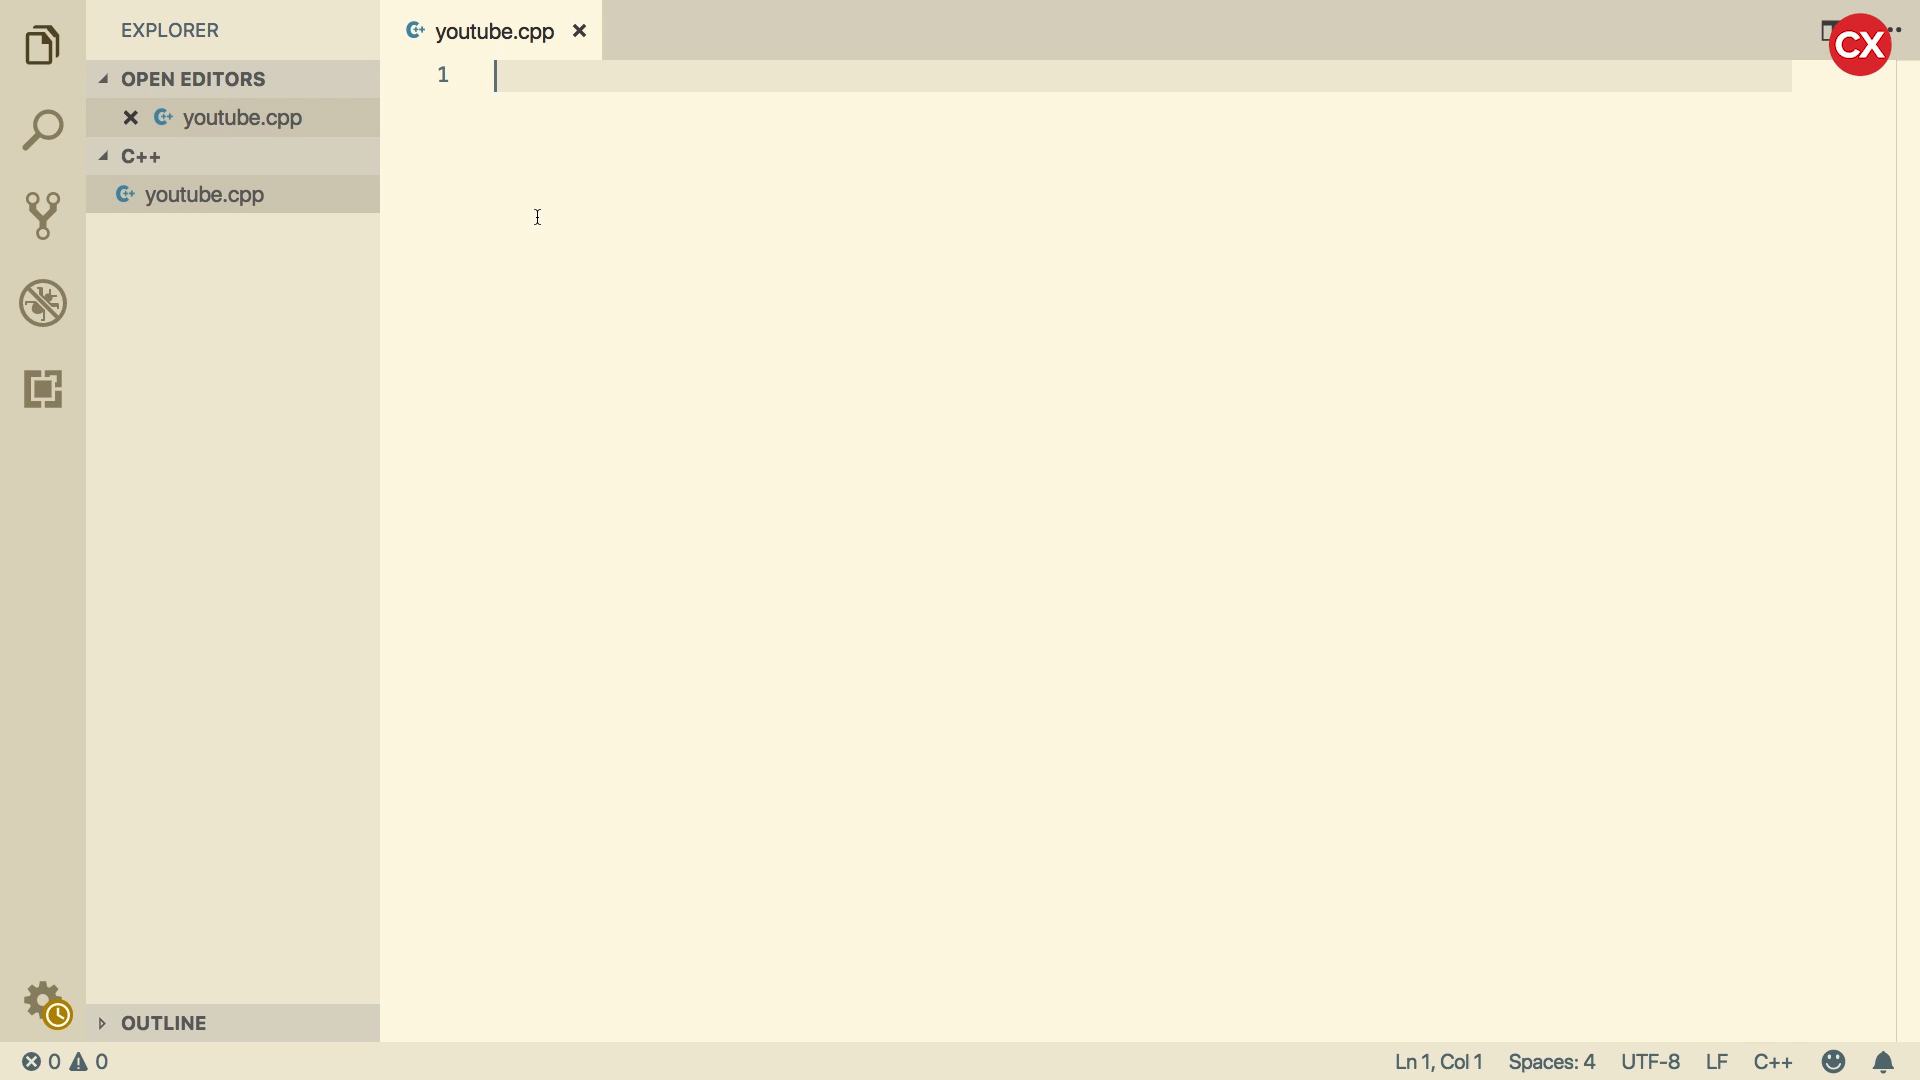 EXPLORER
OPEN EDITORS
youtube.cpp
C++
youtube.cpp
OUTLINE
youtube.cpp
CX
1
0 0
Ln 1, Col 1 Spaces: 4 UTF-8 LF C++